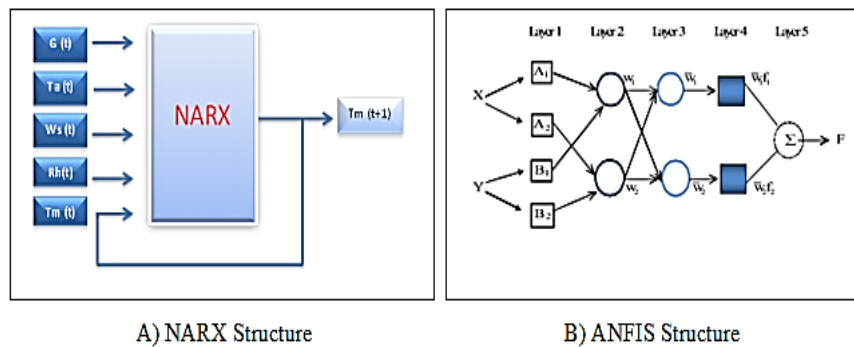 G (t)
Ta (t)
Ws(t)
Rh(t)
Tm (t)
NARX
Tm (t+1)
A) NARX Structure
Layer 1 Layer 2 Layer 3 Layer 4 Layer 5
X
Y
A₁
A₂
B₁
B₂
w₁
w₂
w̅₁
w̅₂
w̅₁f₁
w̅₂f₂
Σ
F
B) ANFIS Structure